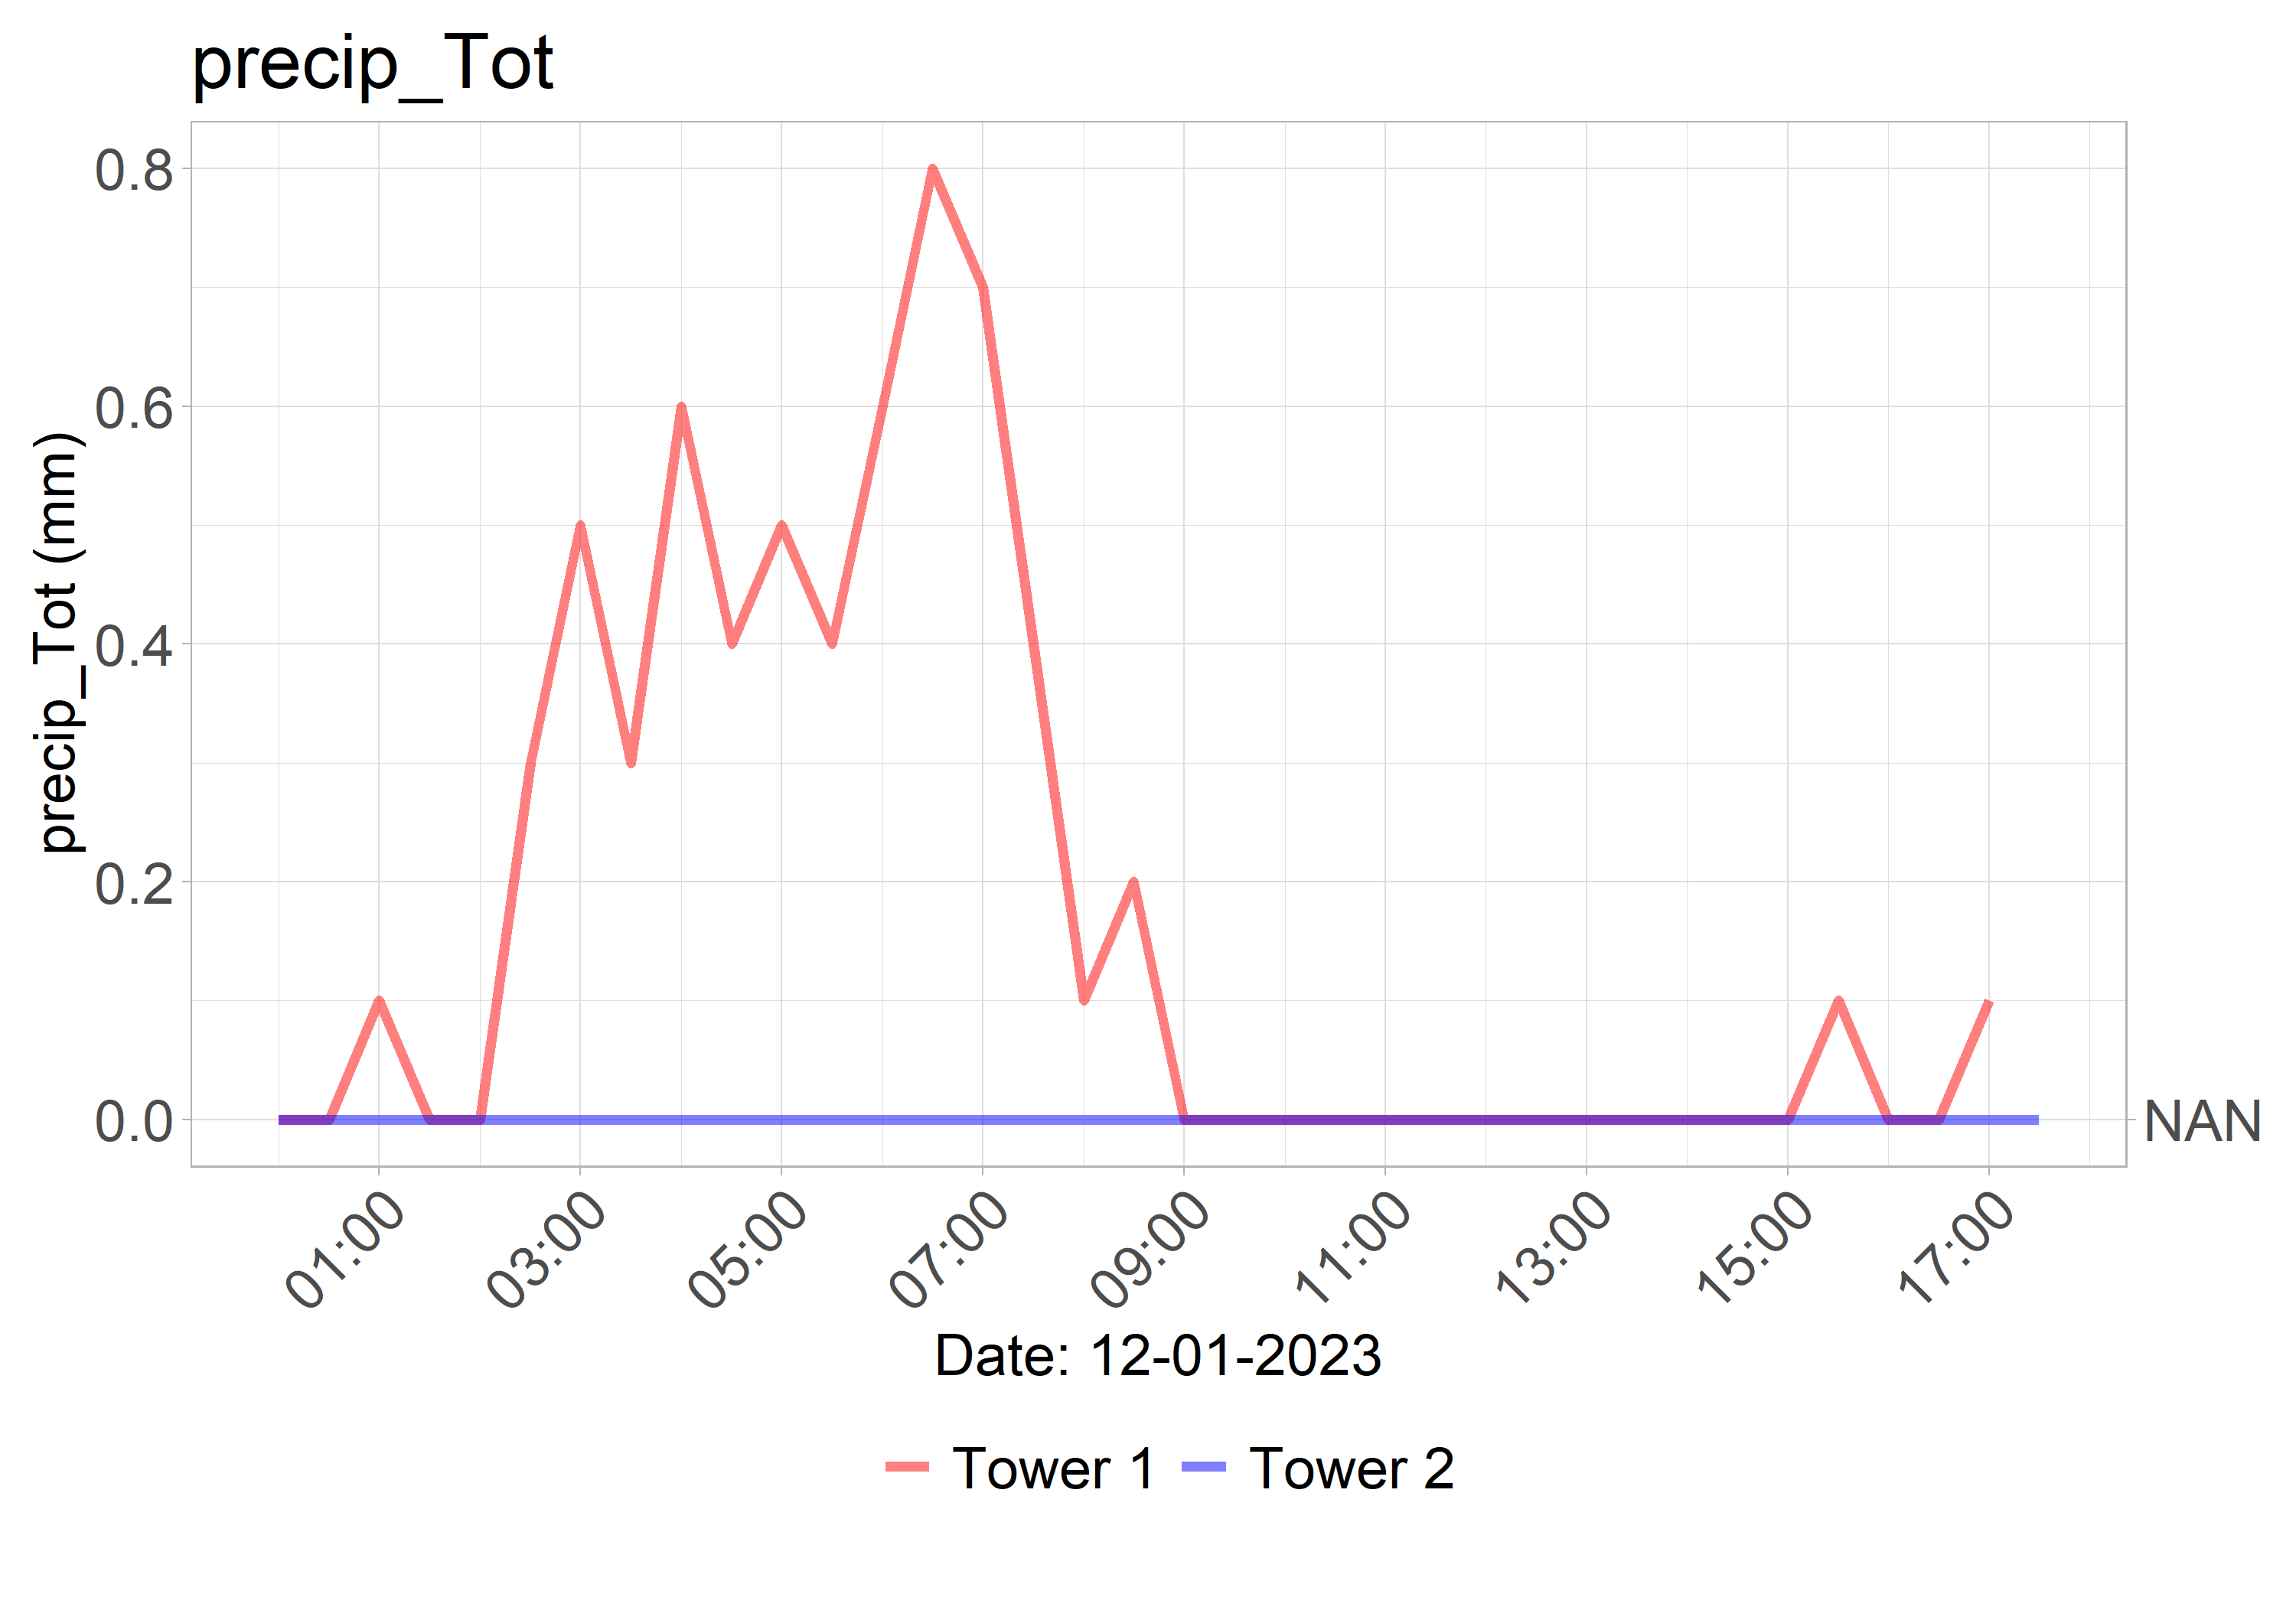 precip_Tot
precip_Tot (mm)
0.8
0.6
0.4
0.2
0.0
NAN
01:00
03:00
05:00
07:00
09:00
11:00
13:00
15:00
17:00
Date: 12-01-2023
Tower 1
Tower 2